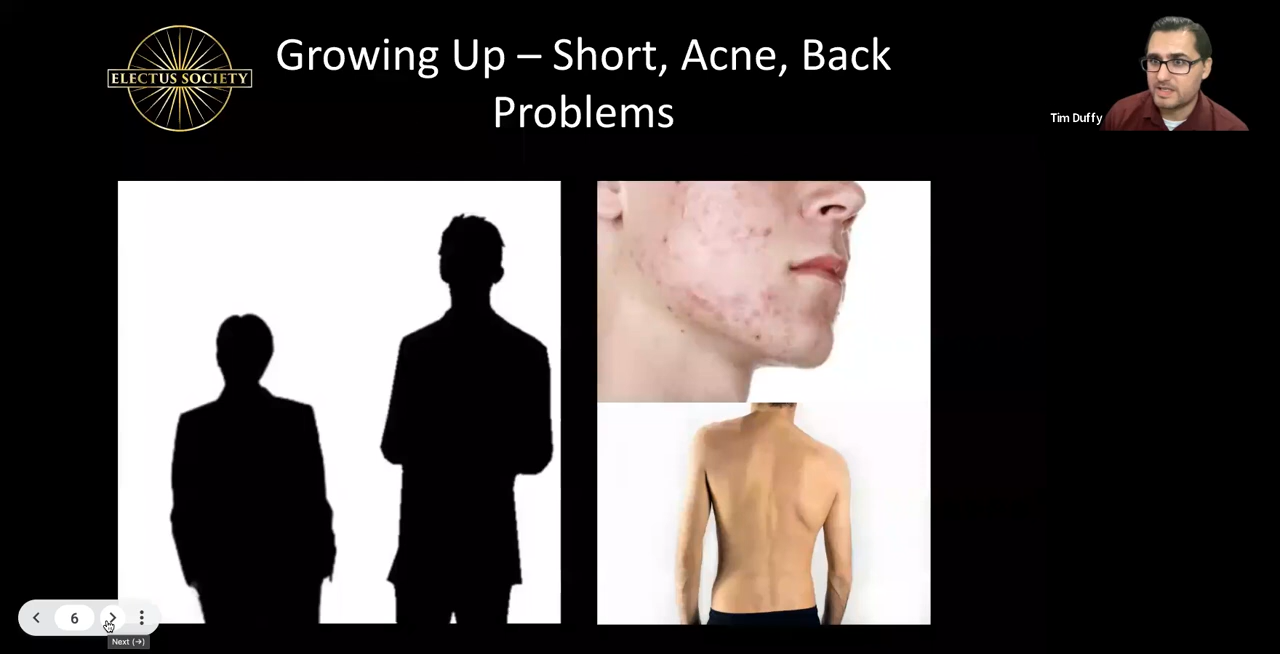 ELECTUS SOCIETY
Growing Up – Short, Acne, Back
Problems
Tim Duffy
6
Next (→)